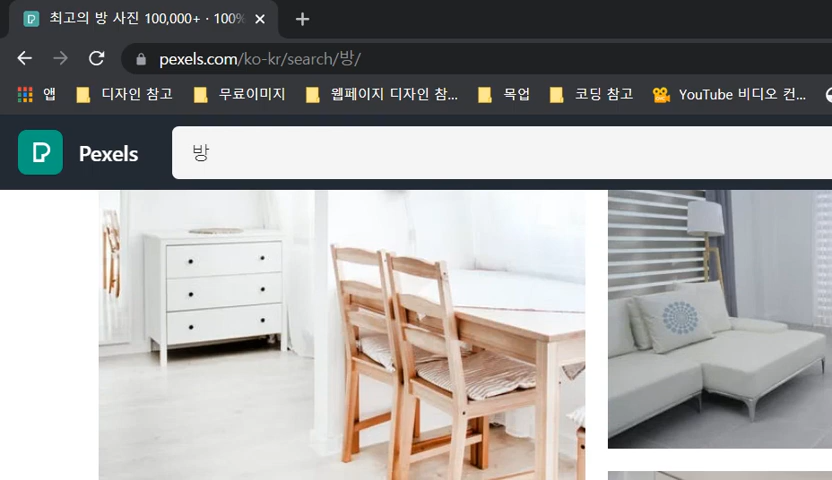 최고의 방 사진 100,000+ · 100%
pexels.com/ko-kr/search/방/
앱 디자인 참고 무료이미지 웹페이지 디자인 참... 목업 코딩 참고 YouTube 비디오 컨...
Pexels 방